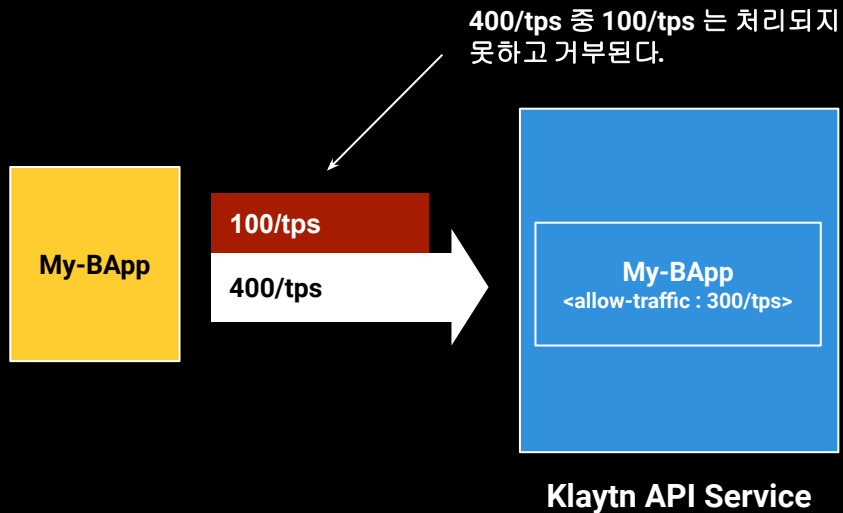 400/tps 중 100/tps 는 처리되지
못하고 거부된다.
My-BApp
100/tps
400/tps
My-BApp
<allow-traffic : 300/tps>
Klaytn API Service